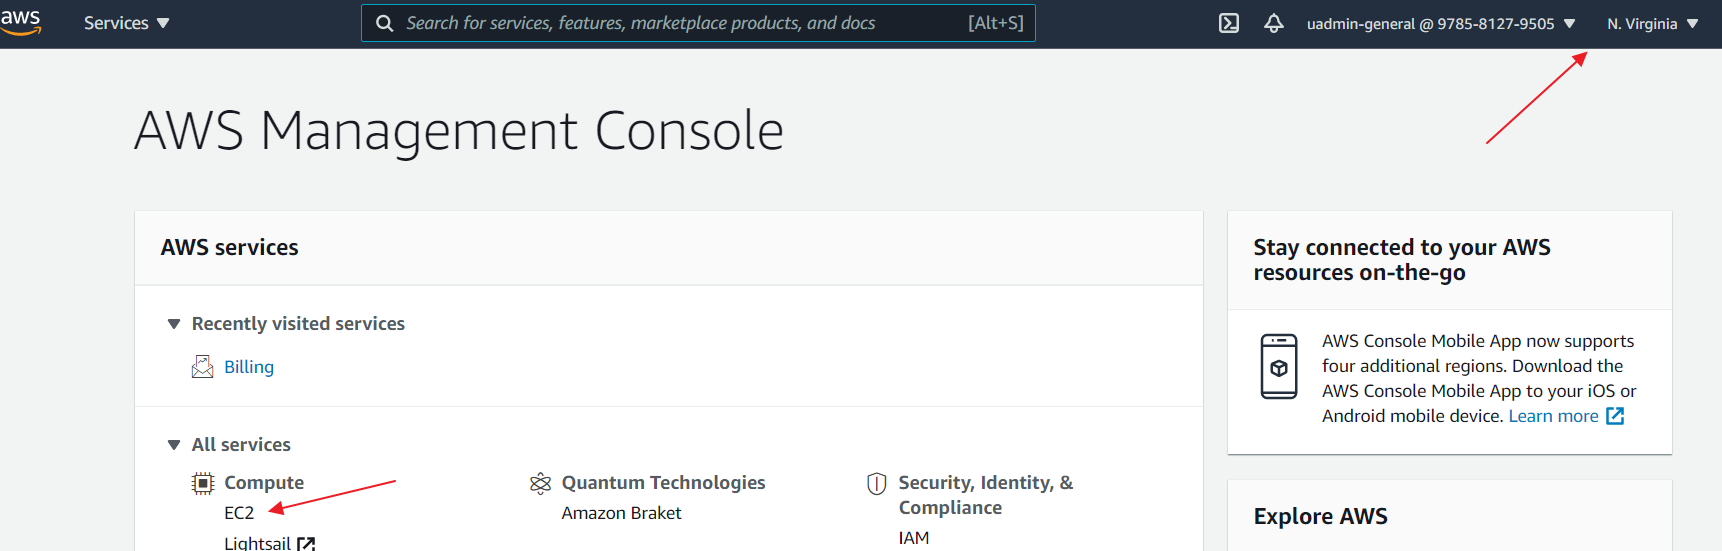 aws
Services
Search for services, features, marketplace products, and docs
[Alt+S]
uadmin-general @ 9785-8127-9505
N. Virginia
AWS Management Console
AWS services
Recently visited services
Billing
All services
Compute
EC2
Lightsail
Quantum Technologies
Amazon Braket
Security, Identity, &
Compliance
IAM
Stay connected to your AWS
resources on-the-go
AWS Console Mobile App now supports
four additional regions. Download the
AWS Console Mobile App to your iOS or
Android mobile device. Learn more
Explore AWS